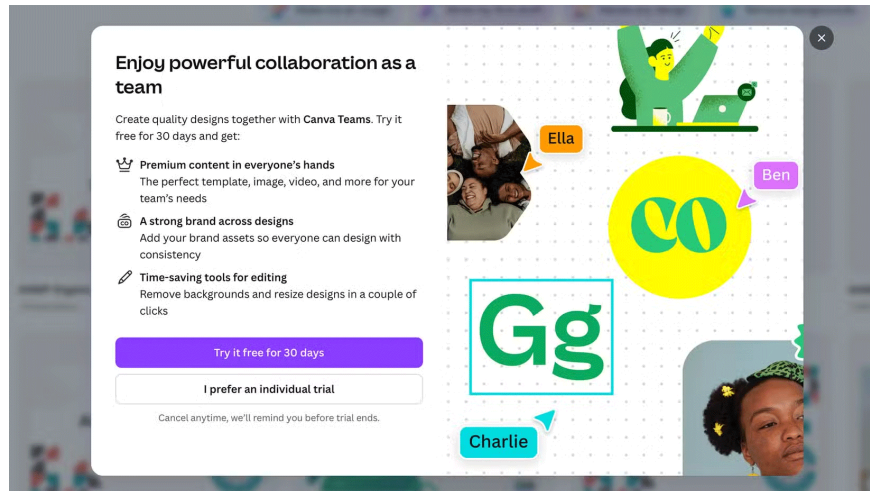 Enjoy powerful collaboration as a
team
Create quality designs together with Canva Teams. Try it
free for 30 days and get:
Premium content in everyone's hands
The perfect template, image, video, and more for your
team's needs
A strong brand across designs
Add your brand assets so everyone can design with
consistency
Time-saving tools for editing
Remove backgrounds and resize designs in a couple of
clicks
Try it free for 30 days
I prefer an individual trial
Cancel anytime, we'll remind you before trial ends.
Ella
Ben
CO
Gg
Charlie